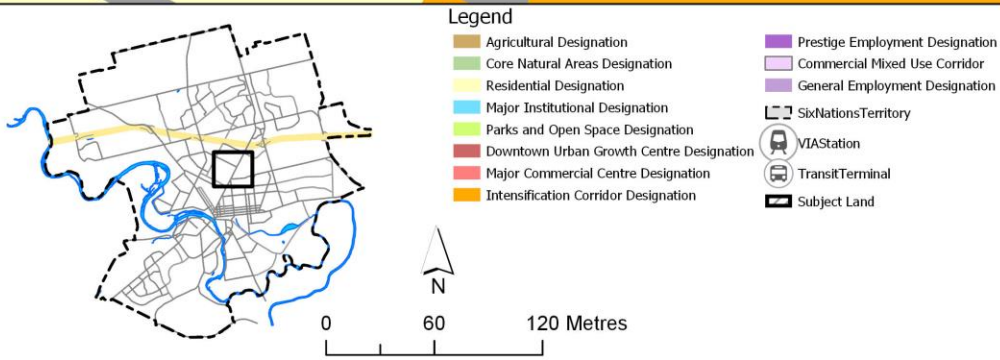 Legend
Agricultural Designation
Core Natural Areas Designation
Residential Designation
Major Institutional Designation
Parks and Open Space Designation
Downtown Urban Growth Centre Designation
Major Commercial Centre Designation
Intensification Corridor Designation
Prestige Employment Designation
Commercial Mixed Use Corridor
General Employment Designation
SixNationsTerritory
VIAStation
TransitTerminal
Subject Land
N
0 60 120 Metres